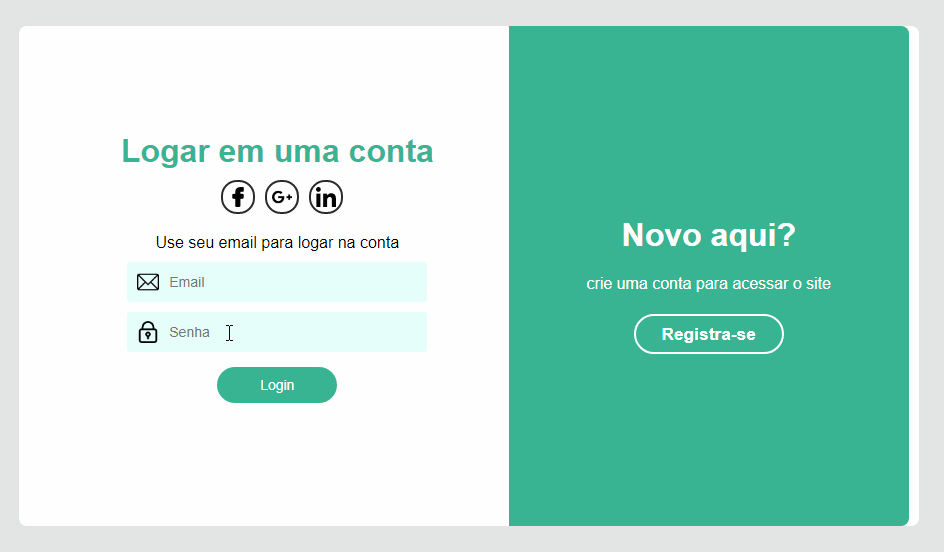 Logar em uma conta
f G+ in
Use seu email para logar na conta
Email
Senha
Login
Novo aqui?
crie uma conta para acessar o site
Registra-se